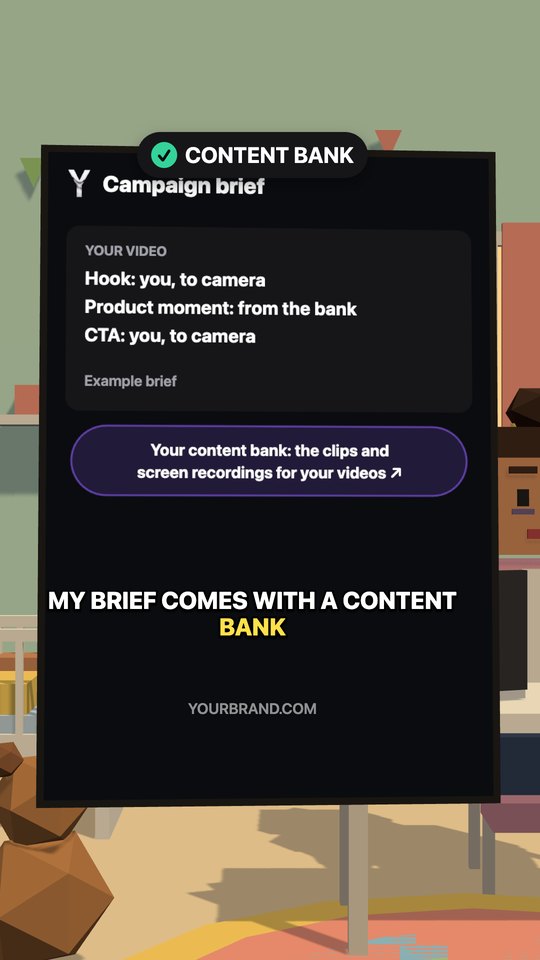 CONTENT BANK
Y Campaign brief
YOUR VIDEO
Hook: you, to camera
Product moment: from the bank
CTA: you, to camera
Example brief
Your content bank: the clips and
screen recordings for your videos ↗
MY BRIEF COMES WITH A CONTENT
BANK
YOURBRAND.COM